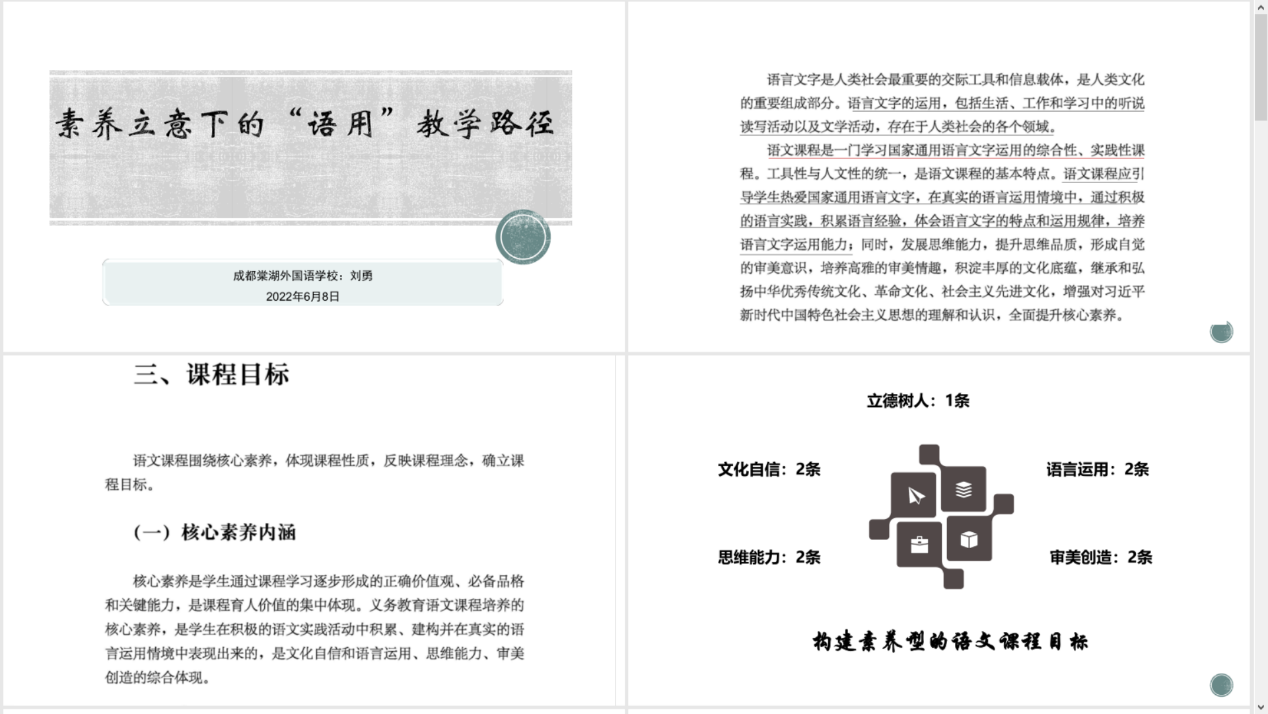 素养立意下的“语用”教学路径
成都棠湖外国语学校：刘勇
2022年6月8日
语言文字是人类社会最重要的交际工具和信息载体，是人类文化
的重要组成部分。语言文字的运用，包括生活、工作和学习中的听说
读写活动以及文学活动，存在于人类社会的各个领域。
语文课程是一门学习国家通用语言文字运用的综合性、实践性课
程。工具性与人文性的统一，是语文课程的基本特点。语文课程应引
导学生热爱国家通用语言文字，在真实的语言运用情境中，通过积极
的语言实践，积累语言经验，体会语言文字的特点和运用规律，培养
语言文字运用能力；同时，发展思维能力，提升思维品质，形成自觉
的审美意识，培养高雅的审美情趣，积淀丰厚的文化底蕴，继承和弘
扬中华优秀传统文化、革命文化、社会主义先进文化，增强对习近平
新时代中国特色社会主义思想的理解和认识，全面提升核心素养。
三、课程目标
语文课程围绕核心素养，体现课程性质，反映课程理念，确立课
程目标。
（一）核心素养内涵
核心素养是学生通过课程学习逐步形成的正确价值观、必备品格
和关键能力，是课程育人价值的集中体现。义务教育语文课程培养的
核心素养，是学生在积极的语文实践活动中积累、建构并在真实的语
言运用情境中表现出来的，是文化自信和语言运用、思维能力、审美
创造的综合体现。
立德树人：1条
文化自信：2条
语言运用：2条
思维能力：2条
审美创造：2条
构建素养型的语文课程目标